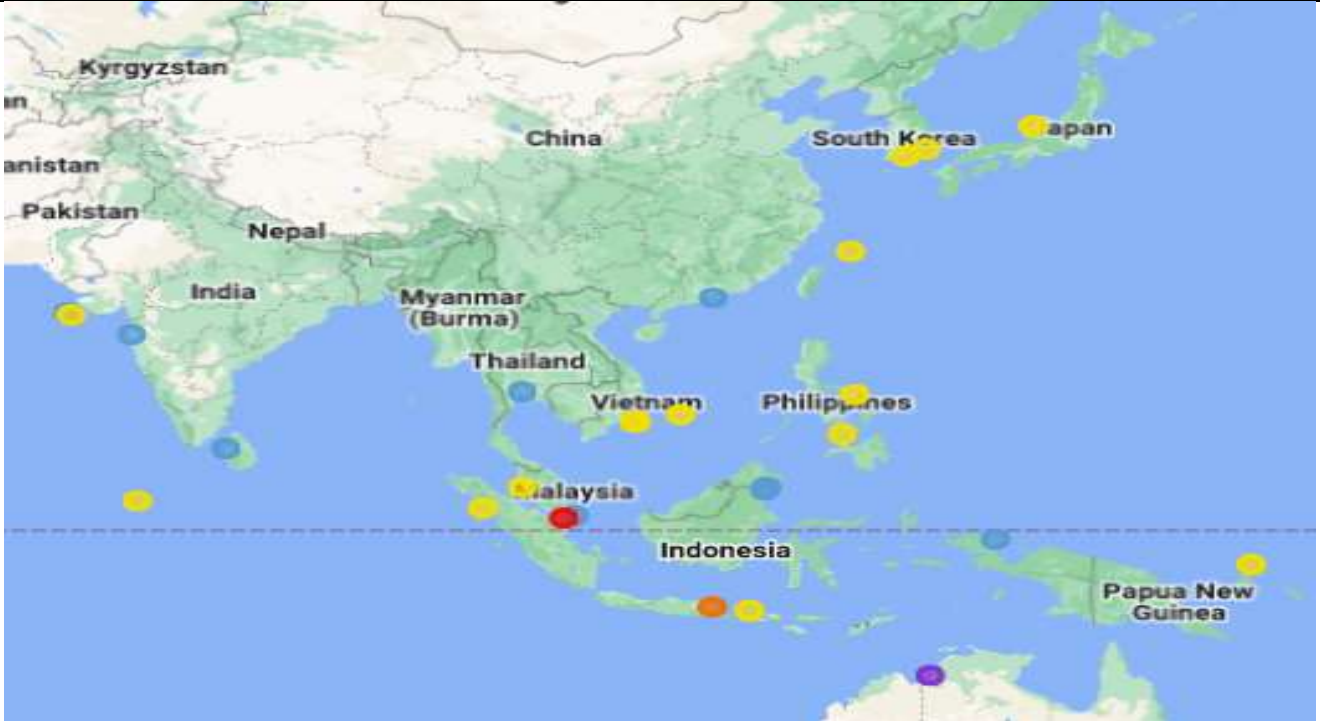 Kyrgyzstan
an
China
South Korea
apan
anistan
Pakistan
Nepal
India
Myanmar
(Burma)
Thailand
Vietnam
Philippines
alaysia
Indonesia
Papua New
Guinea